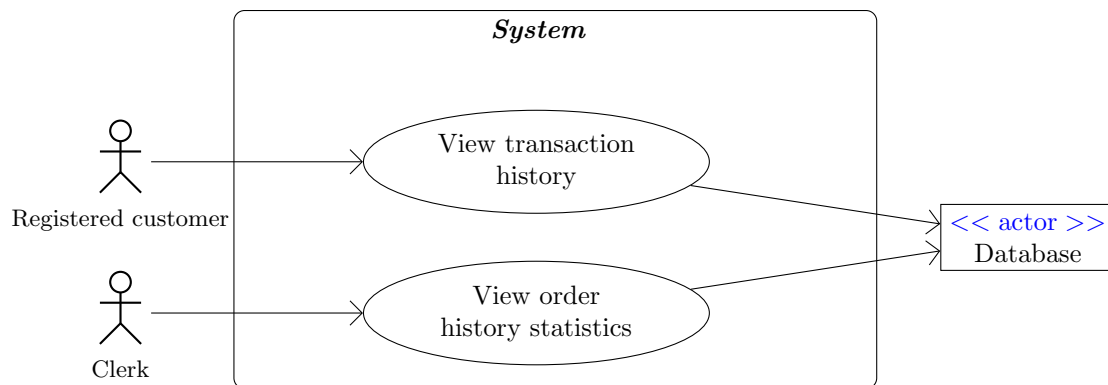 System
View transaction
history
Registered customer
<< actor >>
Database
View order
history statistics
Clerk